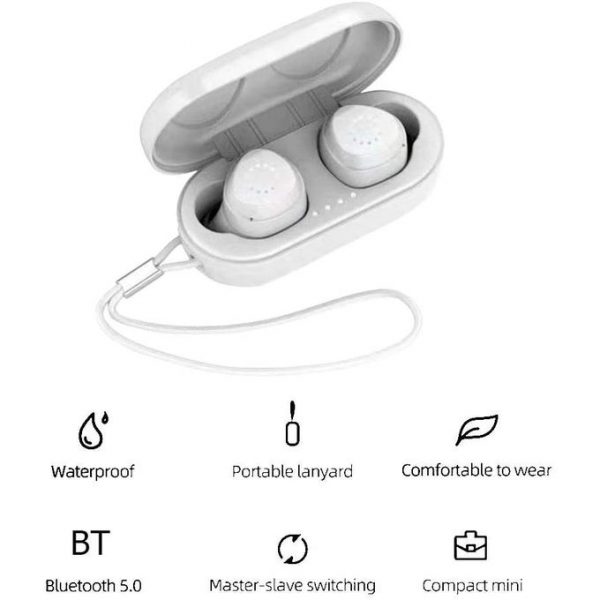 Waterproof
Portable lanyard
Comfortable to wear
BT
Bluetooth 5.0
Master-slave switching
Compact mini